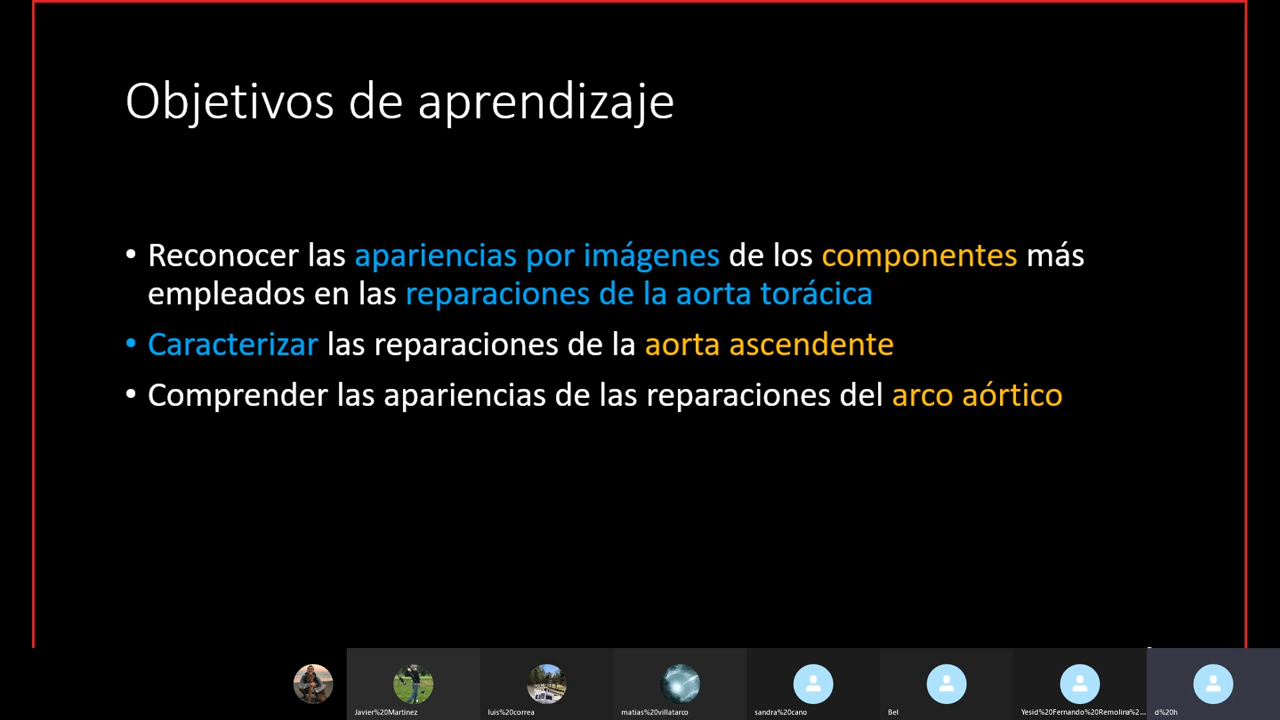 Objetivos de aprendizaje
• Reconocer las apariencias por imágenes de los componentes más
empleados en las reparaciones de la aorta torácica
• Caracterizar las reparaciones de la aorta ascendente
• Comprender las apariencias de las reparaciones del arco aórtico
Javier%20Martinez
luis%20correa
matias%20villatarco
sandra%20cano
Bel
Yesid%20Fernando%20Remolina%2...
d%20h